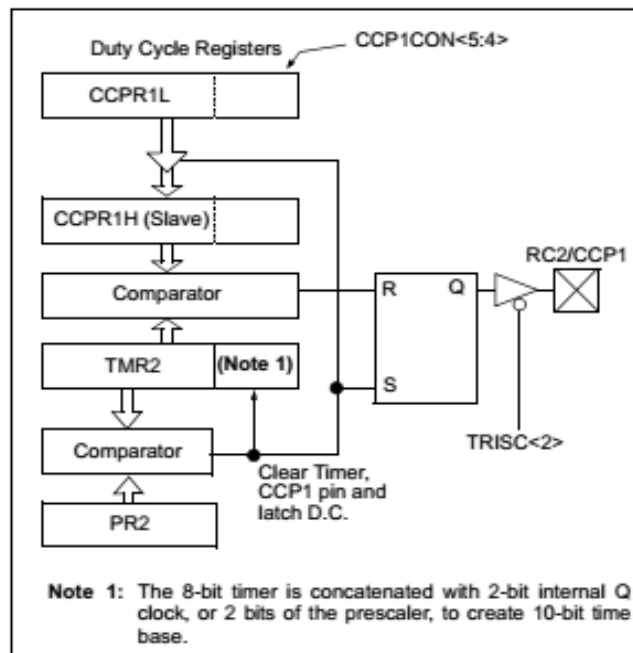 Duty Cycle Registers
CCP1CON<5:4>
CCPR1L
CCPR1H (Slave)
RC2/CCP1
Comparator
R
Q
TMR2
(Note 1)
S
TRISC<2>
Comparator
Clear Timer,
CCP1 pin and
latch D.C.
PR2
Note 1: The 8-bit timer is concatenated with 2-bit internal Q
clock, or 2 bits of the prescaler, to create 10-bit time
base.